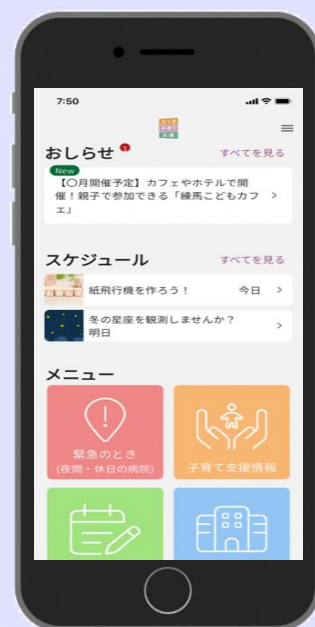 7:50
おしらせ 1
すべてを見る
New
【〇月開催予定】カフェやホテルで開
催!親子で参加できる「練馬こどもカフ
ェ」
スケジュール
すべてを見る
紙飛行機を作ろう!
今日
冬の星座を観測しませんか?
明日
メニュー
緊急のとき
(夜間・休日の病院)
子育て支援情報